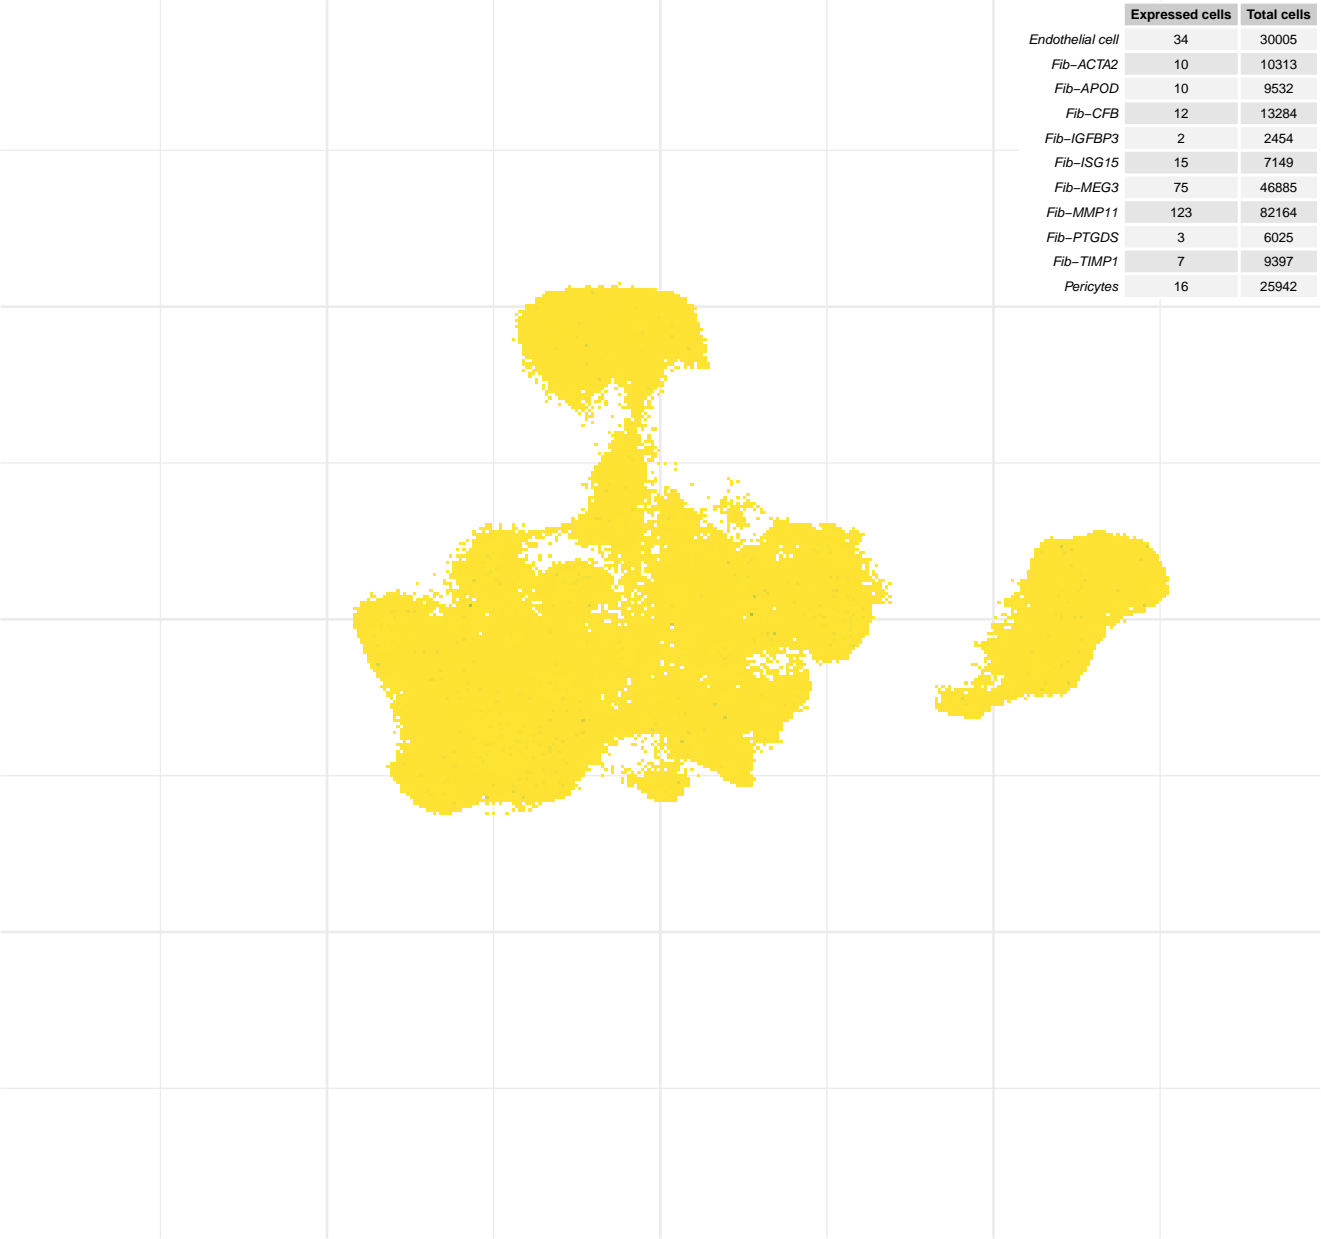 Expressed cells Total cells
Endothelial cell 34 30005
Fib−ACTA2 10 10313
Fib−APOD 10 9532
Fib−CFB 12 13284
Fib−IGFBP3 2 2454
Fib−ISG15 15 7149
Fib−MEG3 75 46885
Fib−MMP11 123 82164
Fib−PTGDS 3 6025
Fib−TIMP1 7 9397
Pericytes 16 25942